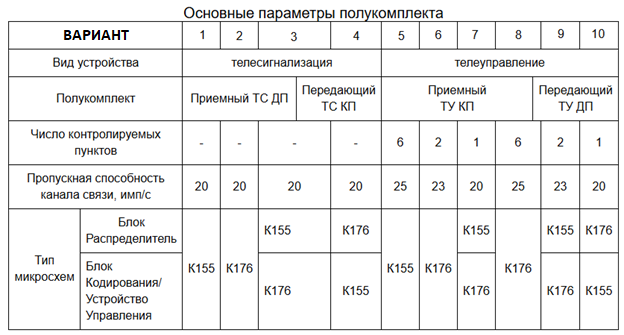 Основные параметры полукомплекта
ВАРИАНТ 1 2 3 4 5 6 7 8 9 10
Вид устройства телесигнализация телеуправление
Полукомплект Приемный ТС ДП Передающий ТС КП Приемный ТУ КП Передающий ТУ ДП
Число контролируемых пунктов - - - - 6 2 1 6 2 1
Пропускная способность канала связи, имп/с 20 20 20 20 25 23 20 25 23 20
Тип микросхем
Блок Распределитель К155 К176 К155 К176 К155 К176 К155 К176 К155 К176
Блок Кодирования/ Устройство Управления К176 К155 К176 К176 К155